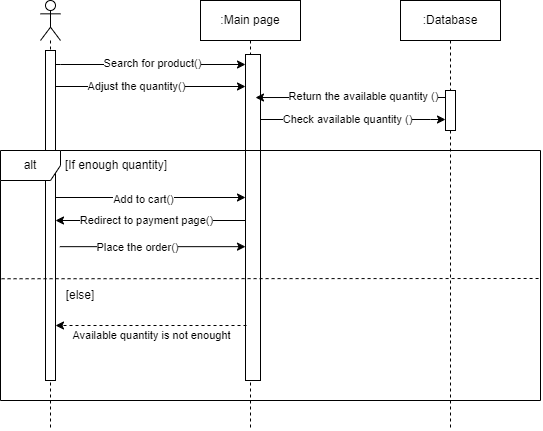 :Main page
:Database
Search for product()
Adjust the quantity()
Return the available quantity ()
Check available quantity ()
alt
[If enough quantity]
Add to cart()
Redirect to payment page()
Place the order()
[else]
Available quantity is not enought